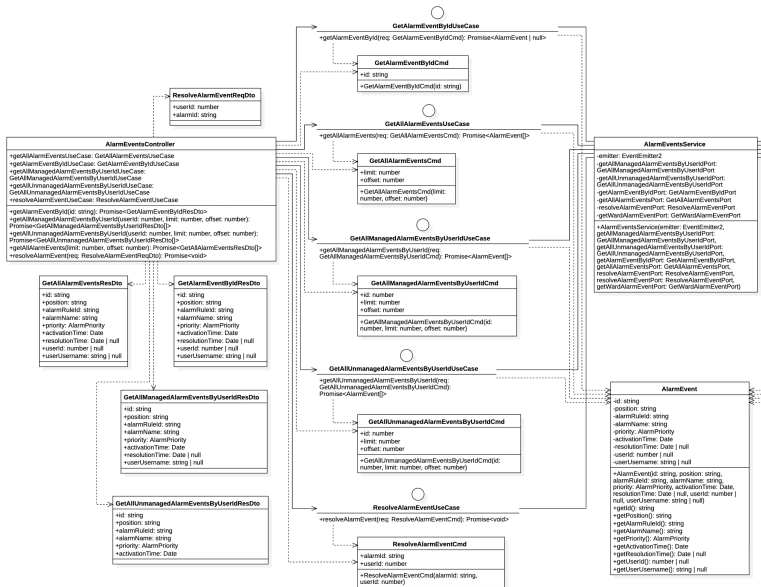 GetAlarmEventByIdUseCase
+getAlarmEventById(req: GetAlarmEventByIdCmd): Promise<AlarmEvent | null>
GetAlarmEventByIdCmd
+id: string
+GetAlarmEventByIdCmd(id: string)
ResolveAlarmEventReqDto
+userId: number
+alarmId: string
GetAllAlarmEventsUseCase
+getAllAlarmEvents(req: GetAllAlarmEventsCmd): Promise<AlarmEvent[]>
GetAllAlarmEventsCmd
+limit: number
+offset: number
+GetAllAlarmEventsCmd(limit:
number, offset: number)
AlarmEventsController
+getAllAlarmEventsUseCase: GetAllAlarmEventsUseCase
+getAlarmEventByIdUseCase: GetAlarmEventByIdUseCase
+getAllManagedAlarmEventsByUserIdUseCase:
GetAllManagedAlarmEventsByUserIdUseCase
+getAllUnmanagedAlarmEventsByUserIdUseCase:
GetAllUnmanagedAlarmEventsByUserIdUseCase
+resolveAlarmEventUseCase: ResolveAlarmEventUseCase
+getAlarmEventById(id: string): Promise<GetAlarmEventByIdResDto>
+getAllManagedAlarmEventsByUserId(userId: number, limit: number, offset: number):
Promise<GetAllManagedAlarmEventsByUserIdResDto[]>
+getAllUnmanagedAlarmEventsByUserId(userId: number, limit: number, offset: number):
Promise<GetAllUnmanagedAlarmEventsByUserIdResDto[]>
+getAllAlarmEvents(limit: number, offset: number): Promise<GetAllAlarmEventsResDto[]>
+resolveAlarmEvent(req: ResolveAlarmEventReqDto): Promise<void>
AlarmEventsService
-emitter: EventEmitter2
-getAllManagedAlarmEventsByUserIdPort:
GetAllManagedAlarmEventsByUserIdPort
-getAllUnmanagedAlarmEventsByUserIdPort:
GetAllUnmanagedAlarmEventsByUserIdPort
-getAlarmEventByIdPort: GetAlarmEventByIdPort
-getAllAlarmEventsPort: GetAllAlarmEventsPort
-resolveAlarmEventPort: ResolveAlarmEventPort
-getWardAlarmEventPort: GetWardAlarmEventPort
+AlarmEventsService(emitter: EventEmitter2,
getAllManagedAlarmEventsByUserIdPort:
GetAllManagedAlarmEventsByUserIdPort,
getAllUnmanagedAlarmEventsByUserIdPort:
GetAllUnmanagedAlarmEventsByUserIdPort,
getAlarmEventByIdPort: GetAlarmEventByIdPort,
getAllAlarmEventsPort: GetAllAlarmEventsPort,
resolveAlarmEventPort: ResolveAlarmEventPort,
getWardAlarmEventPort: GetWardAlarmEventPort)
GetAllManagedAlarmEventsByUserIdUseCase
+getAllManagedAlarmEventsByUserId(req:
GetAllManagedAlarmEventsByUserIdCmd): Promise<AlarmEvent[]>
GetAllManagedAlarmEventsByUserIdCmd
+id: number
+limit: number
+offset: number
+GetAllManagedAlarmEventsByUserIdCmd(id:
number, limit: number, offset: number)
GetAllAlarmEventsResDto
+id: string
+position: string
+alarmRuleId: string
+alarmName: string
+priority: AlarmPriority
+activationTime: Date
+resolutionTime: Date | null
+userId: number | null
+userUsername: string | null
GetAlarmEventByIdResDto
+id: string
+position: string
+alarmRuleId: string
+alarmName: string
+priority: AlarmPriority
+activationTime: Date
+resolutionTime: Date | null
+userId: number | null
+userUsername: string | null
GetAllUnmanagedAlarmEventsByUserIdUseCase
+getAllUnmanagedAlarmEventsByUserId(req:
GetAllUnmanagedAlarmEventsByUserIdCmd):
Promise<AlarmEvent[]>
GetAllUnmanagedAlarmEventsByUserIdCmd
+id: number
+limit: number
+offset: number
+GetAllUnmanagedAlarmEventsByUserIdCmd(id:
number, limit: number, offset: number)
GetAllManagedAlarmEventsByUserIdResDto
+id: string
+position: string
+alarmRuleId: string
+alarmName: string
+priority: AlarmPriority
+activationTime: Date
+resolutionTime: Date | null
+userUsername: string | null
AlarmEvent
-id: string
-position: string
-alarmRuleId: string
-alarmName: string
-priority: AlarmPriority
-activationTime: Date
-resolutionTime: Date | null
-userId: number | null
-userUsername: string | null
+AlarmEvent(id: string, position: string,
alarmRuleId: string, alarmName: string,
priority: AlarmPriority, activationTime: Date,
resolutionTime: Date | null, userId: number |
null, userUsername: string | null)
+getId(): string
+getPosition(): string
+getAlarmRuleId(): string
+getAlarmName(): string
+getPriority(): AlarmPriority
+getActivationTime(): Date
+getResolutionTime(): Date | null
+getUserId(): number | null
+getUserUsername(): string | null
GetAllUnmanagedAlarmEventsByUserIdResDto
+id: string
+position: string
+alarmRuleId: string
+alarmName: string
+priority: AlarmPriority
+activationTime: Date
ResolveAlarmEventUseCase
+resolveAlarmEvent(req: ResolveAlarmEventCmd): Promise<void>
ResolveAlarmEventCmd
+alarmId: string
+userId: number
+ResolveAlarmEventCmd(alarmId: string,
userId: number)